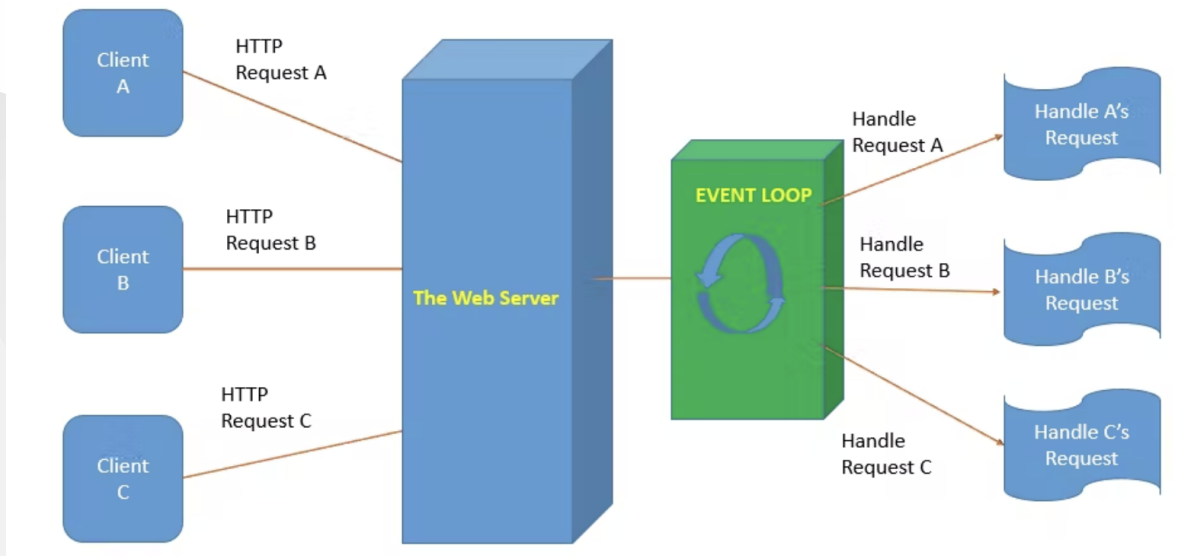 Client
A
HTTP
Request A
Client
B
HTTP
Request B
Client
C
HTTP
Request C
The Web Server
EVENT LOOP
Handle
Request A
Handle
Request B
Handle
Request C
Handle A's
Request
Handle B's
Request
Handle C's
Request